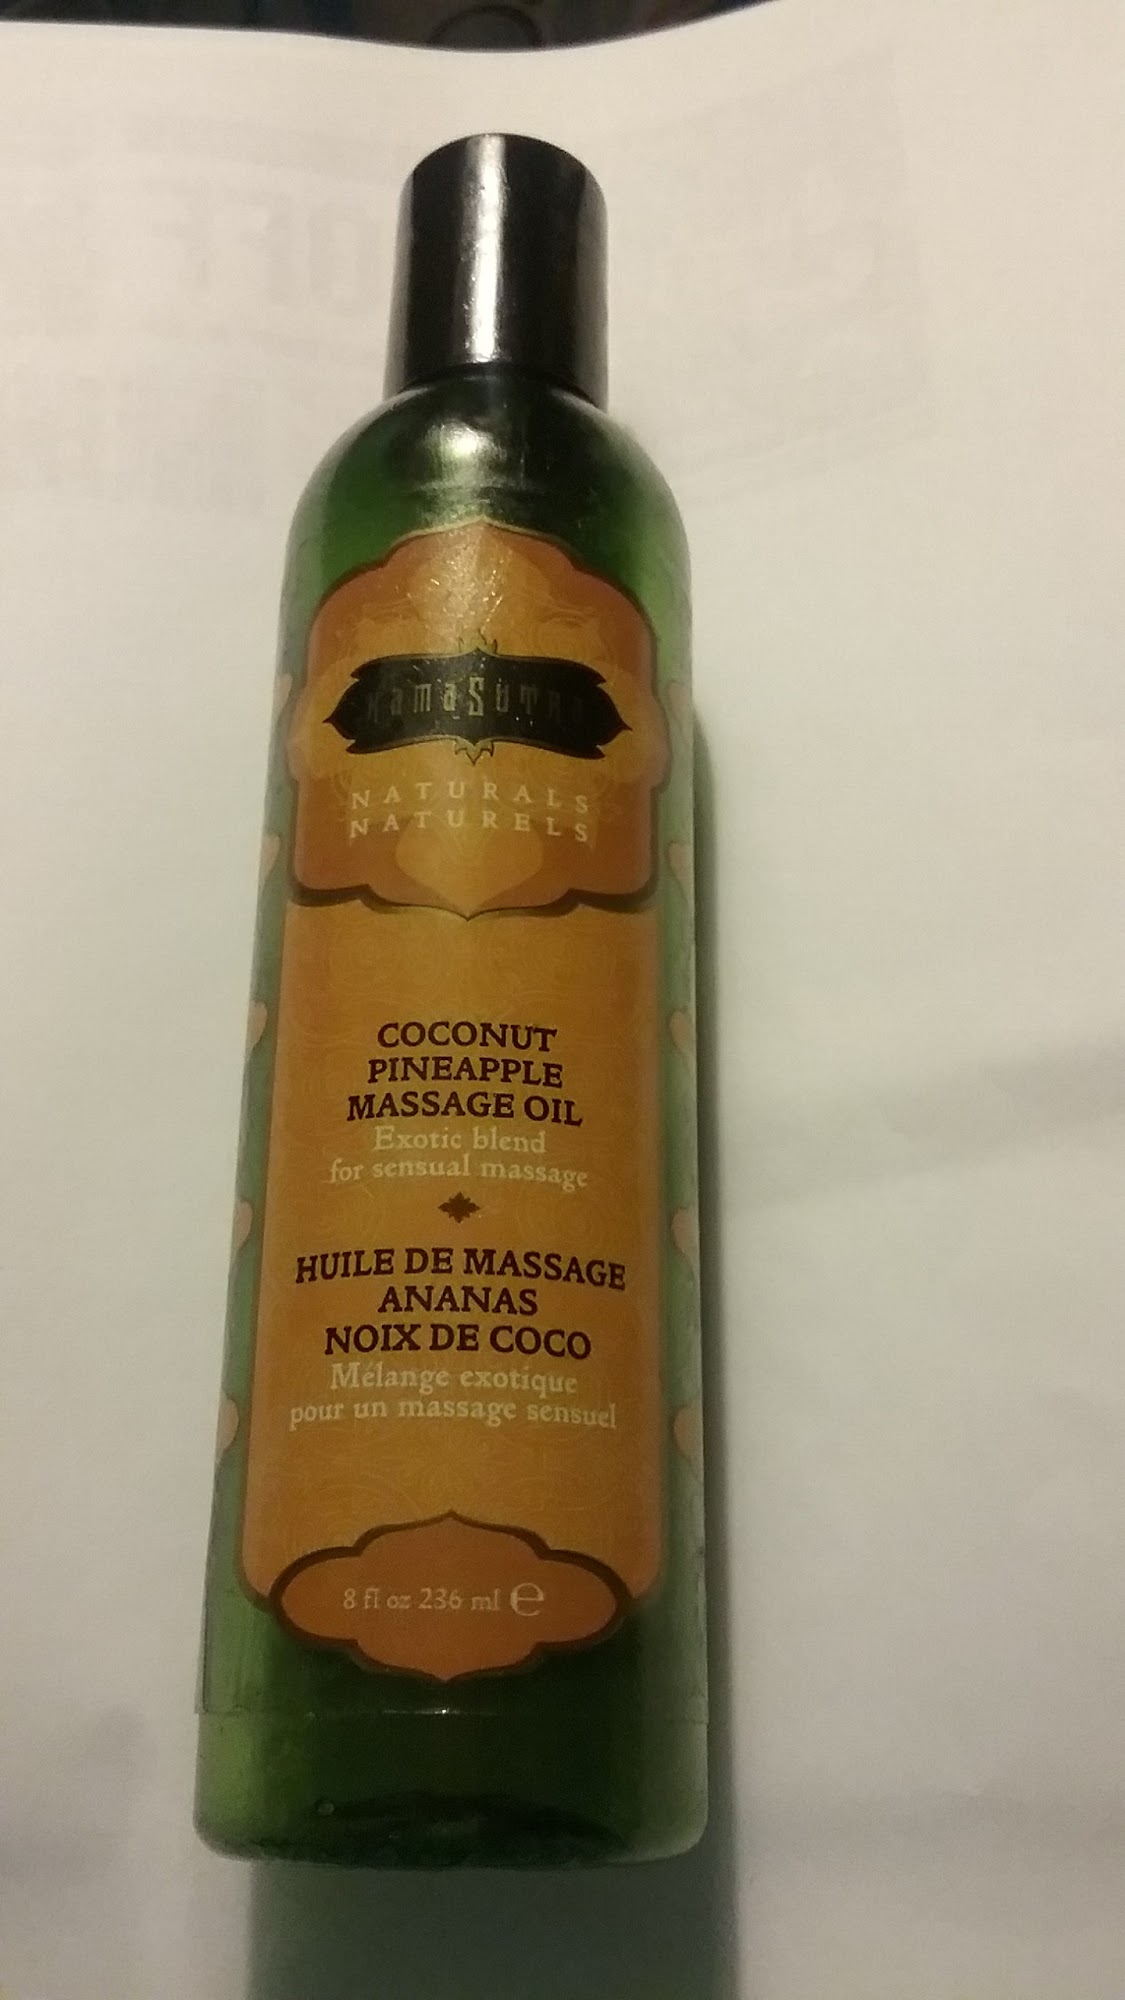 KAMASUTRA
NATURALS
NATURELS
COCONUT
PINEAPPLE
MASSAGE OIL
Exotic blend
for sensual massage
HUILE DE MASSAGE
ANANAS
NOIX DE COCO
Mélange exotique
pour un massage sensuel
8 fl oz 236 ml ℮